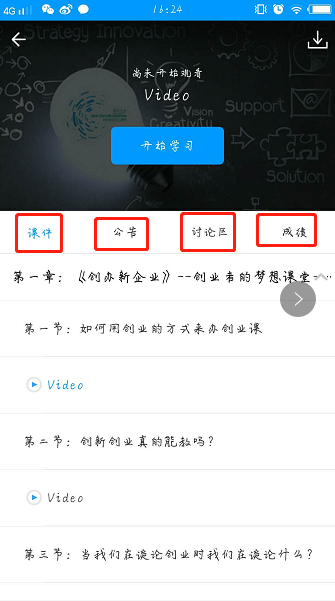 4G 16:24
Strategy Innovation
尚未开始观看
Video
Vision
Support
Creativity
开始学习
Solution
课件 公告 讨论区 成绩
第一章：《创办新企业》--创业者的梦想课堂--…
第一节：如何用创业的方式来办创业课
Video
第二节：创新创业真的能教吗？
Video
第三节：当我们在谈论创业时我们在谈论什么？